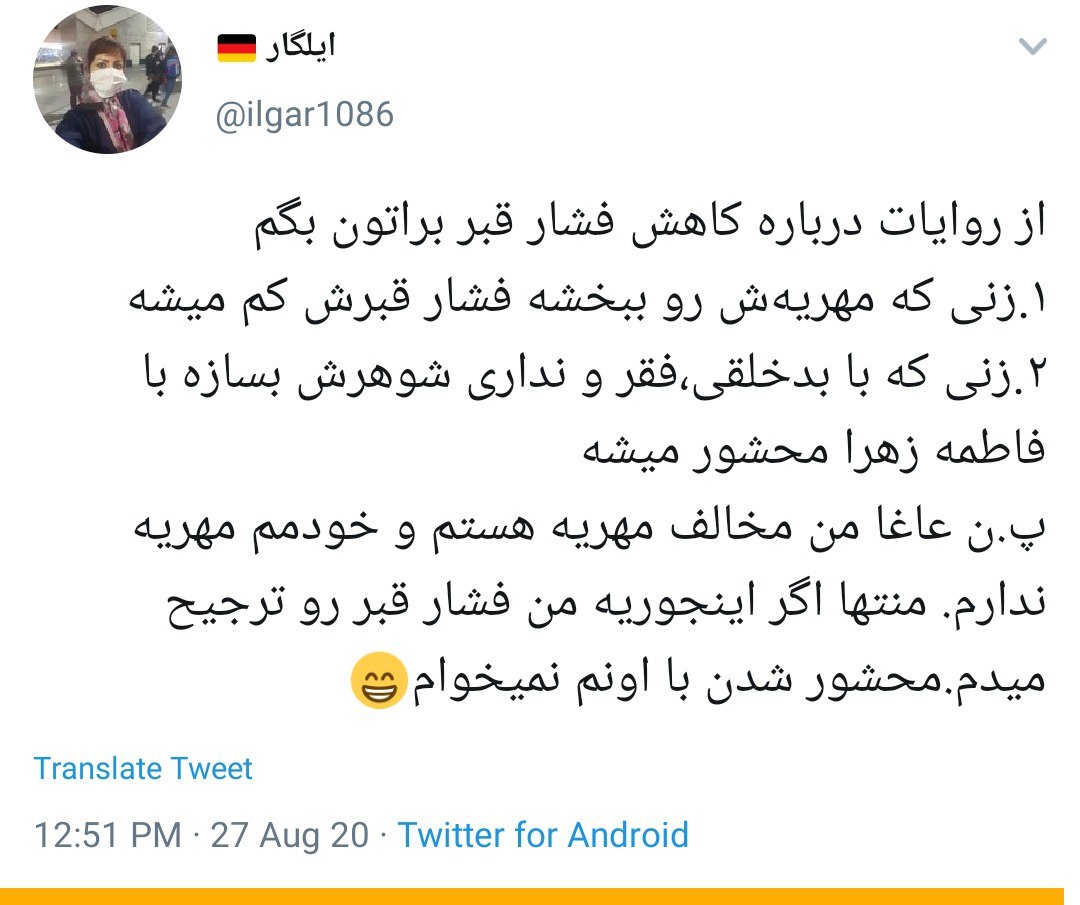 ایلگار 🇩🇪
@ilgar1086
از روایات درباره کاهش فشار قبر براتون بگم
۱.زنی که مهریه‌ش رو ببخشه فشار قبرش کم میشه
۲.زنی که با بدخلقی،فقر و نداری شوهرش بسازه با
فاطمه زهرا محشور میشه
پ.ن عاغا من مخالف مهریه هستم و خودمم مهریه
ندارم. منتها اگر اینجوریه من فشار قبر رو ترجیح
میدم.محشور شدن با اونم نمیخوام😁
Translate Tweet
12:51 PM · 27 Aug 20 · Twitter for Android